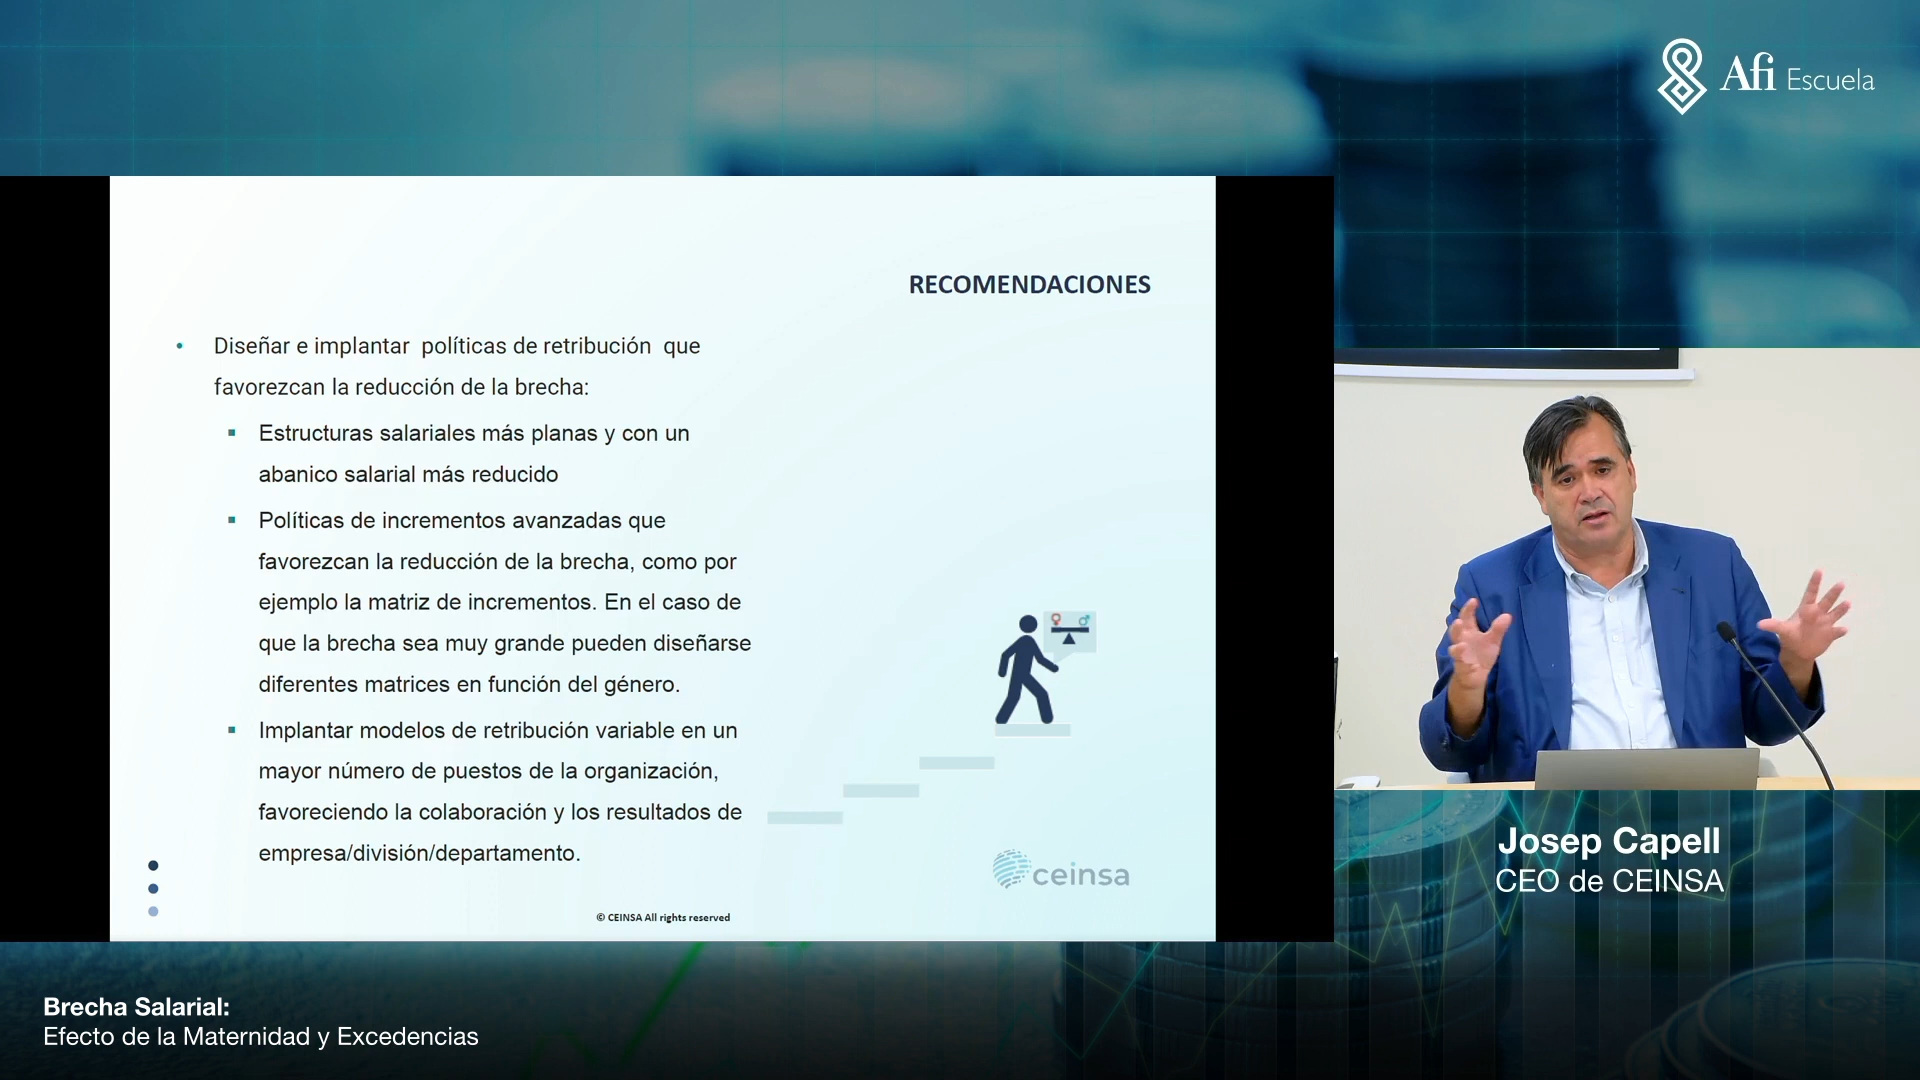 Afi Escuela
RECOMENDACIONES
• Diseñar e implantar políticas de retribución que
favorezcan la reducción de la brecha:
▪ Estructuras salariales más planas y con un
abanico salarial más reducido
▪ Políticas de incrementos avanzadas que
favorezcan la reducción de la brecha, como por
ejemplo la matriz de incrementos. En el caso de
que la brecha sea muy grande pueden diseñarse
diferentes matrices en función del género.
▪ Implantar modelos de retribución variable en un
mayor número de puestos de la organización,
favoreciendo la colaboración y los resultados de
empresa/división/departamento.
ceinsa
© CEINSA All rights reserved
Josep Capell
CEO de CEINSA
Brecha Salarial:
Efecto de la Maternidad y Excedencias